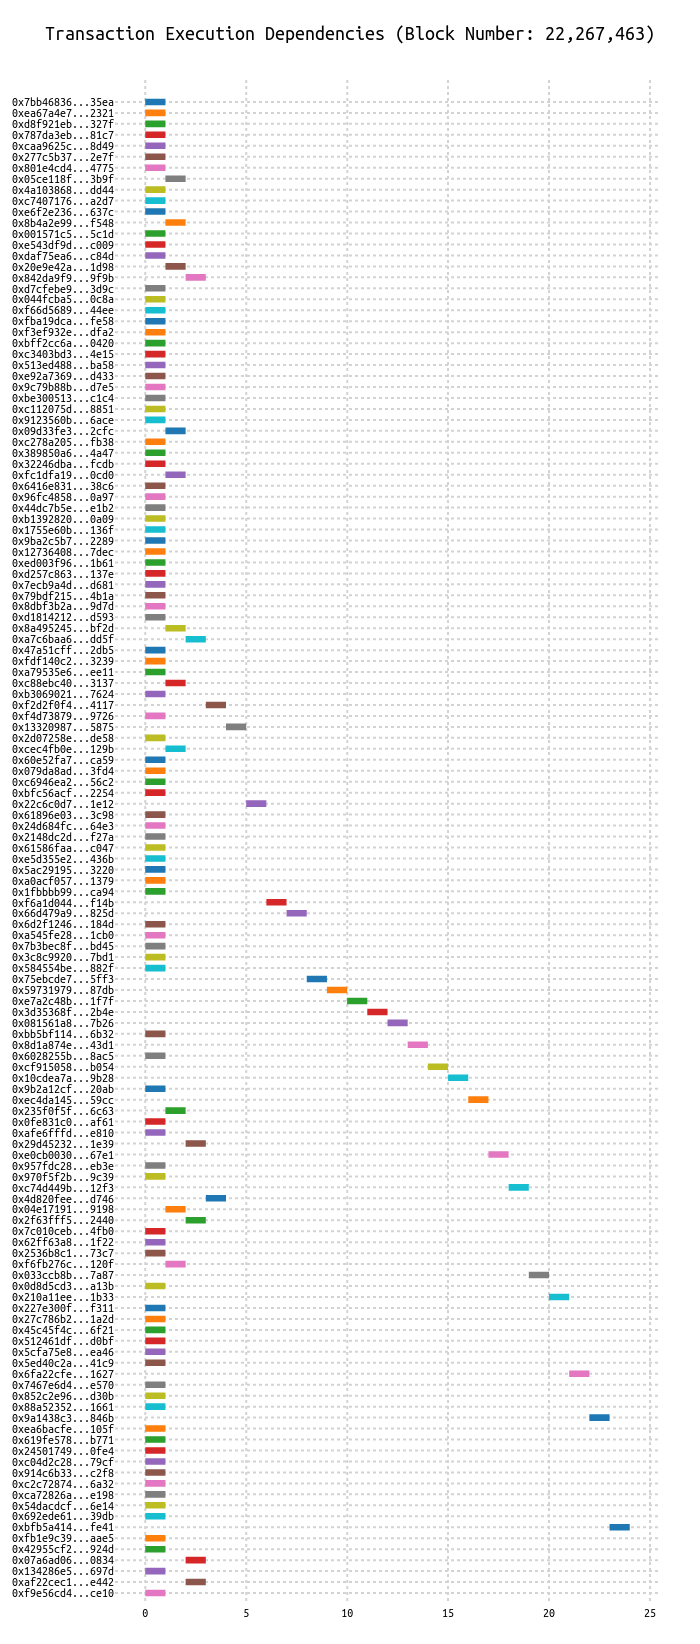 Transaction Execution Dependencies (Block Number: 22,267,463)
0x7bb46836...35ea
0xea67a4e7...2321
0xd8f921eb...327f
0x787da3eb...81c7
0xcaa9625c...8d49
0x277c5b37...2e7f
0x801e4cd4...4775
0x05ce118f...3b9f
0x4a103868...dd44
0xc7407176...a2d7
0xe6f2e236...637c
0x8b4a2e99...f548
0x001571c5...5c1d
0xe543df9d...c009
0xdaf75ea6...c84d
0x20e9e42a...1d98
0x842da9f9...9f9b
0xd7cfebe9...3d9c
0x044fcba5...0c8a
0xf66d5689...44ee
0xfba19dca...fe58
0xf3ef932e...dfa2
0xbff2cc6a...0420
0xc3403bd3...4e15
0x513ed488...ba58
0xe92a7369...d433
0x9c79b88b...d7e5
0xbe300513...c1c4
0xc112075d...8851
0x9123560b...6ace
0x09d33fe3...2cfc
0xc278a205...fb38
0x389850a6...4a47
0x32246dba...fcdb
0xfc1dfa19...0cd0
0x6416e831...38c6
0x96fc4858...0a97
0x44dc7b5e...e1b2
0xb1392820...0a09
0x1755e60b...136f
0x9ba2c5b7...2289
0x12736408...7dec
0xed003f96...1b61
0xd257c863...137e
0x7ecb9a4d...d681
0x79bdf215...4b1a
0x8dbf3b2a...9d7d
0xd1814212...d593
0x8a495245...bf2d
0xa7c6baa6...dd5f
0x47a51cff...2db5
0xfdf140c2...3239
0xa79535e6...ee11
0xc88ebc40...3137
0xb3069021...7624
0xf2d2f0f4...4117
0xf4d73879...9726
0x13320987...5875
0x2d07258e...de58
0xcec4fb0e...129b
0x60e52fa7...ca59
0x079da8ad...3fd4
0xc6946ea2...56c2
0xbfc56acf...2254
0x22c6c0d7...1e12
0x61896e03...3c98
0x24d684fc...64e3
0x2148dc2d...f27a
0x61586faa...c047
0xe5d355e2...436b
0x5ac29195...3220
0xa0acf057...1379
0x1fbbbb99...ca94
0xf6a1d044...f14b
0x66d479a9...825d
0x6d2f1246...184d
0xa545fe28...1cb0
0x7b3bec8f...bd45
0x3c8c9920...7bd1
0x584554be...882f
0x75ebcde7...5ff3
0x59731979...87db
0xe7a2c48b...1f7f
0x3d35368f...2b4e
0x081561a8...7b26
0xbb5bf114...6b32
0x8d1a874e...43d1
0x6028255b...8ac5
0xcf915058...b054
0x10cdea7a...9b28
0x9b2a12cf...20ab
0xec4da145...59cc
0x235f0f5f...6c63
0x0fe831c0...af61
0xafe6fffd...e810
0x29d45232...1e39
0xe0cb0030...67e1
0x957fdc28...eb3e
0x970f5f2b...9c39
0xc74d449b...12f3
0x4d820fee...d746
0x04e17191...9198
0x2f63fff5...2440
0x7c010ceb...4fb0
0x62ff63a8...1f22
0x2536b8c1...73c7
0xf6fb276c...120f
0x033ccb8b...7a87
0x0d8d5cd3...a13b
0x210a11ee...1b33
0x227e300f...f311
0x27c786b2...1a2d
0x45c45f4c...6f21
0x512461df...d0bf
0x5cfa75e8...ea46
0x5ed40c2a...41c9
0x6fa22cfe...1627
0x7467e6d4...e570
0x852c2e96...d30b
0x88a52352...1661
0x9a1438c3...846b
0xea6bacfe...105f
0x619fe578...b771
0x24501749...0fe4
0xc04d2c28...79cf
0x914c6b33...c2f8
0xc2c72874...6a32
0xca72826a...e198
0x54dacdcf...6e14
0x692ede61...39db
0xbfb5a414...fe41
0xfb1e9c39...aae5
0x42955cf2...924d
0x07a6ad06...0834
0x134286e5...697d
0xaf22cec1...e442
0xf9e56cd4...ce10
0 5 10 15 20 25